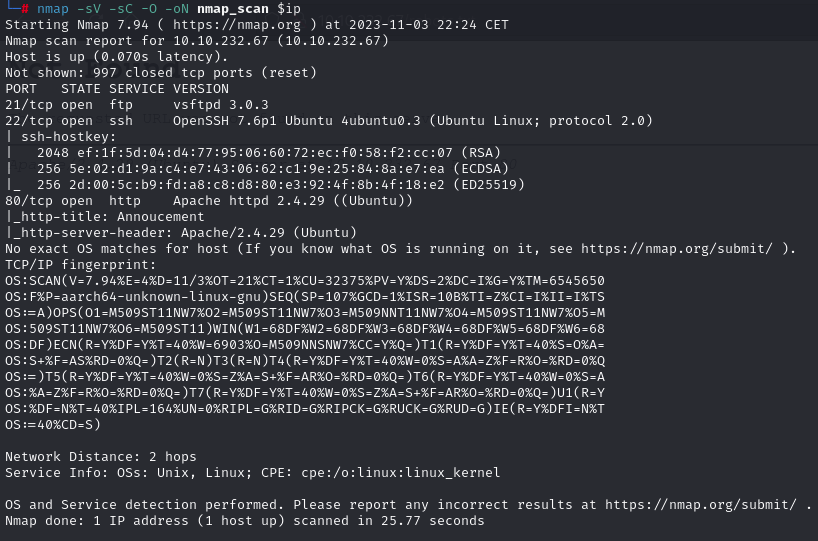 └─# nmap -sV -sC -O -oN nmap_scan $ip
Starting Nmap 7.94 ( https://nmap.org ) at 2023-11-03 22:24 CET
Nmap scan report for 10.10.232.67 (10.10.232.67)
Host is up (0.070s latency).
Not shown: 997 closed tcp ports (reset)
PORT   STATE SERVICE VERSION
21/tcp open  ftp     vsftpd 3.0.3
22/tcp open  ssh     OpenSSH 7.6p1 Ubuntu 4ubuntu0.3 (Ubuntu Linux; protocol 2.0)
| ssh-hostkey:
|   2048 ef:1f:5d:04:d4:77:95:06:60:72:ec:f0:58:f2:cc:07 (RSA)
|   256 5e:02:d1:9a:c4:e7:43:06:62:c1:9e:25:84:8a:e7:ea (ECDSA)
|_  256 2d:00:5c:b9:fd:a8:c8:d8:80:e3:92:4f:8b:4f:18:e2 (ED25519)
80/tcp open  http    Apache httpd 2.4.29 ((Ubuntu))
|_http-title: Annoucement
|_http-server-header: Apache/2.4.29 (Ubuntu)
No exact OS matches for host (If you know what OS is running on it, see https://nmap.org/submit/ ).
TCP/IP fingerprint:
OS:SCAN(V=7.94%E=4%D=11/3%OT=21%CT=1%CU=32375%PV=Y%DS=2%DC=I%G=Y%TM=6545650
OS:F%P=aarch64-unknown-linux-gnu)SEQ(SP=107%GCD=1%ISR=10B%TI=Z%CI=I%II=I%TS
OS:=A)OPS(O1=M509ST11NW7%O2=M509ST11NW7%O3=M509NNT11NW7%O4=M509ST11NW7%O5=M
OS:509ST11NW7%O6=M509ST11)WIN(W1=68DF%W2=68DF%W3=68DF%W4=68DF%W5=68DF%W6=68
OS:DF)ECN(R=Y%DF=Y%T=40%W=6903%O=M509NNSNW7%CC=Y%Q=)T1(R=Y%DF=Y%T=40%S=O%A=
OS:S+%F=AS%RD=0%Q=)T2(R=N)T3(R=N)T4(R=Y%DF=Y%T=40%W=0%S=A%A=Z%F=R%O=%RD=0%Q
OS:=)T5(R=Y%DF=Y%T=40%W=0%S=Z%A=S+%F=AR%O=%RD=0%Q=)T6(R=Y%DF=Y%T=40%W=0%S=A
OS:%A=Z%F=R%O=%RD=0%Q=)T7(R=Y%DF=Y%T=40%W=0%S=Z%A=S+%F=AR%O=%RD=0%Q=)U1(R=Y
OS:%DF=N%T=40%IPL=164%UN=0%RIPL=G%RID=G%RIPCK=G%RUCK=G%RUD=G)IE(R=Y%DFI=N%T
OS:=40%CD=S)
Network Distance: 2 hops
Service Info: OSs: Unix, Linux; CPE: cpe:/o:linux:linux_kernel
OS and Service detection performed. Please report any incorrect results at https://nmap.org/submit/ .
Nmap done: 1 IP address (1 host up) scanned in 25.77 seconds